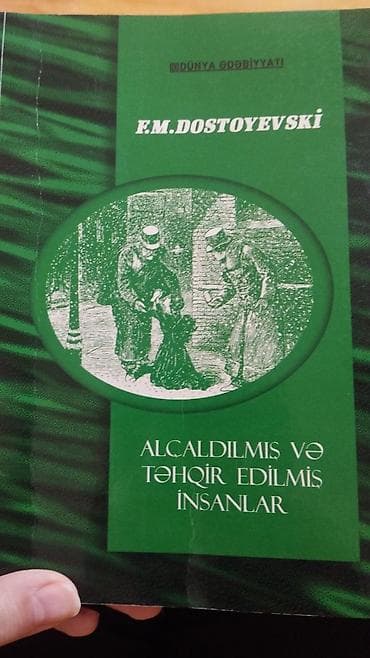 DÜNYA ƏDƏBİYYATI
F.M.DOSTOYEVSKİ
ALÇALDILMIŞ VƏ
TƏHQİR EDİLMİŞ
İNSANLAR